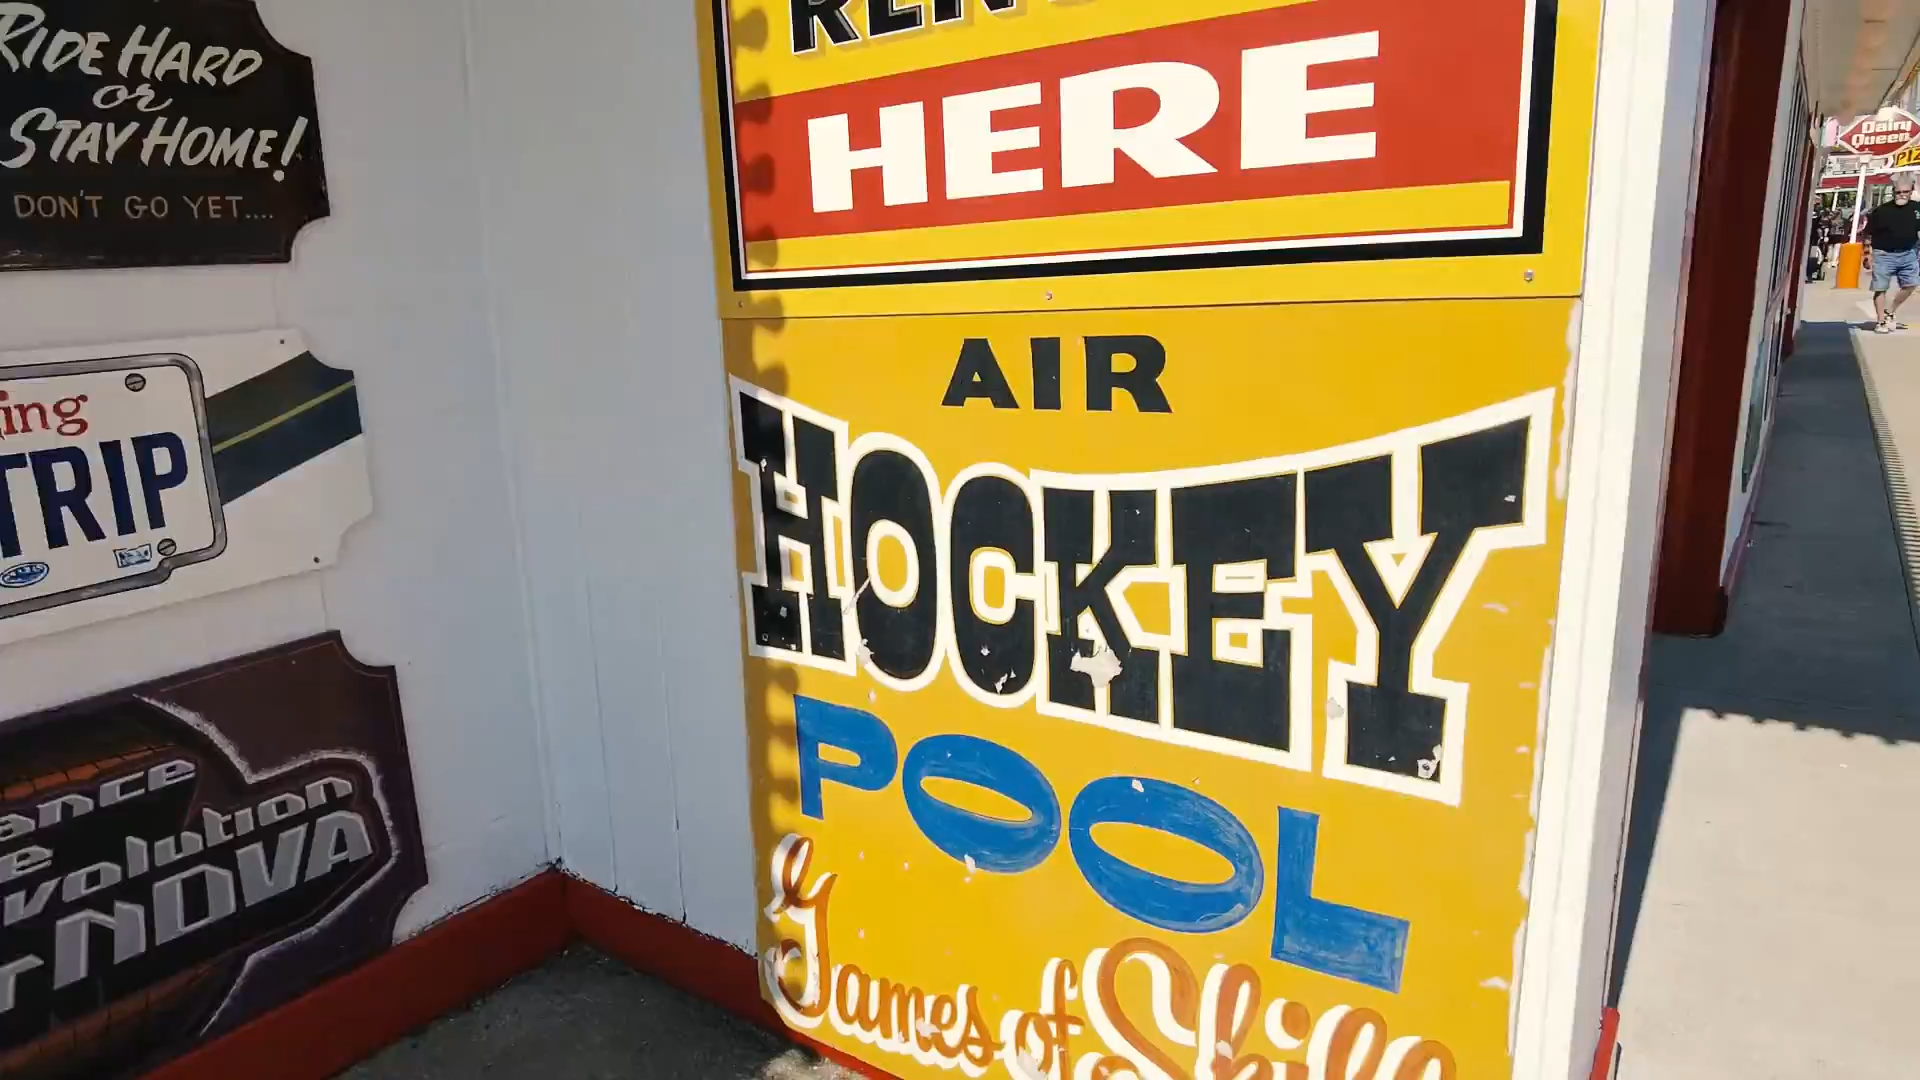 RIDE HARD
or
STAY HOME!
DON'T GO YET....
ing
TRIP
ance
volution
NOVA
HERE
AIR
HOCKEY
POOL
Games of Skill
Dairy
Queen